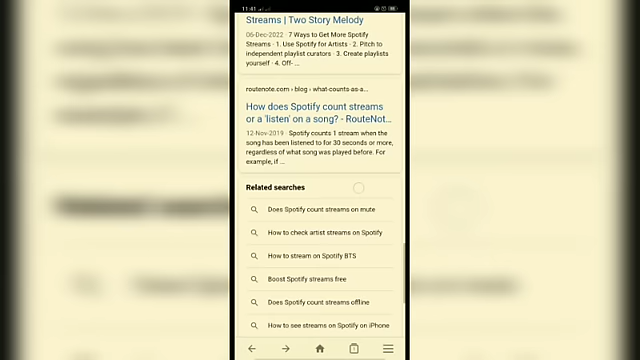 11:41
Streams | Two Story Melody
06-Dec-2022 · 7 Ways to Get More Spotify
Streams · 1. Use Spotify for Artists · 2. Pitch to
independent playlist curators · 3. Create playlists
yourself · 4. Off- ...
routenote.com › blog › what-counts-as-a...
How does Spotify count streams
or a 'listen' on a song? - RouteNot...
12-Nov-2019 · Spotify counts 1 stream when the
song has been listened to for 30 seconds or more,
regardless of what song was played before. For
example, if ...
Related searches
Does Spotify count streams on mute
How to check artist streams on Spotify
How to stream on Spotify BTS
Boost Spotify streams free
Does Spotify count streams offline
How to see streams on Spotify on iPhone